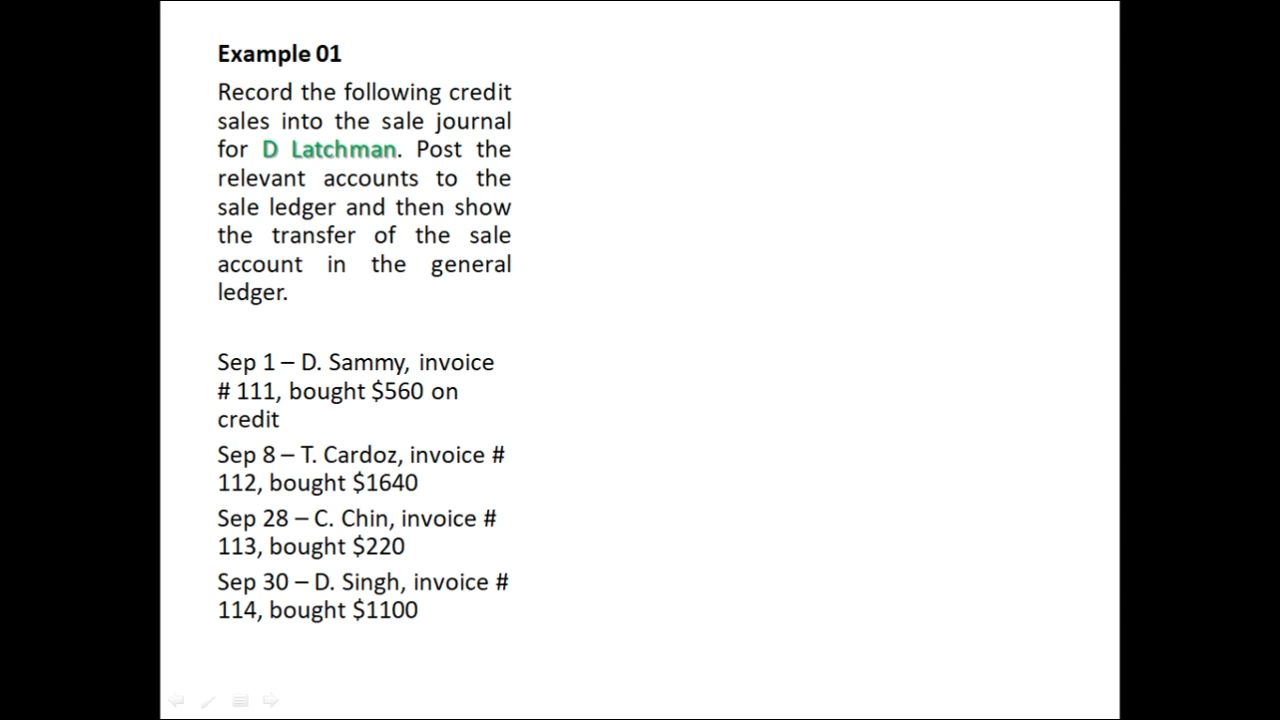 Example 01
Record the following credit
sales into the sale journal
for D Latchman. Post the
relevant accounts to the
sale ledger and then show
the transfer of the sale
account in the general
ledger.
Sep 1 – D. Sammy, invoice
# 111, bought $560 on
credit
Sep 8 – T. Cardoz, invoice #
112, bought $1640
Sep 28 – C. Chin, invoice #
113, bought $220
Sep 30 – D. Singh, invoice #
114, bought $1100